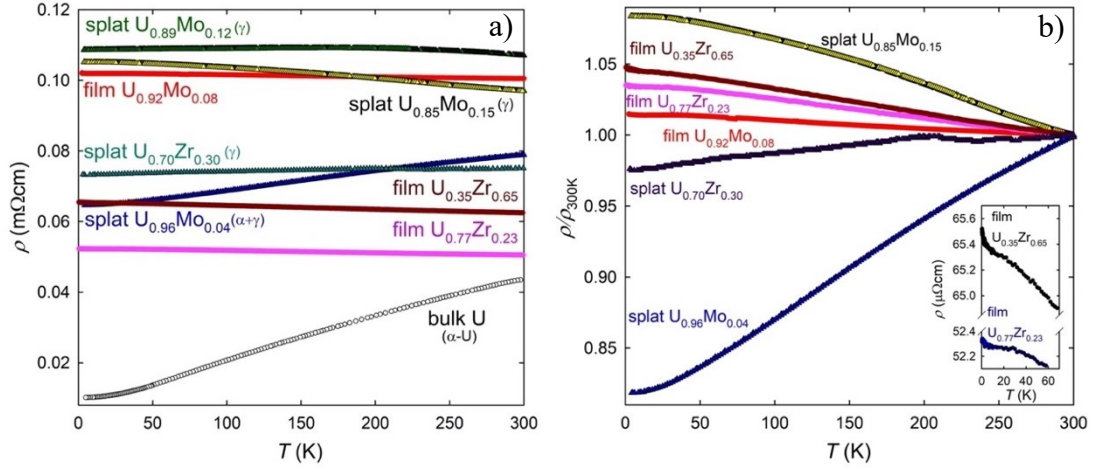 a)
0.12
0.10
0.08
0.06
0.04
0.02
ρ (mΩcm)
splat U0.89Mo0.12 (γ)
film U0.92Mo0.08
splat U0.85Mo0.15 (γ)
splat U0.70Zr0.30 (γ)
film U0.35Zr0.65
splat U0.96Mo0.04 (α+γ)
film U0.77Zr0.23
bulk U
(α-U)
0 50 100 150 200 250 300
T (K)
b)
1.05
1.00
0.95
0.90
0.85
ρ/ρ300K
splat U0.85Mo0.15
film U0.35Zr0.65
film U0.77Zr0.23
film U0.92Mo0.08
splat U0.70Zr0.30
splat U0.96Mo0.04
65.6
65.4
65.2
65.0
52.4
52.2
ρ (μΩcm)
film
U0.35Zr0.65
film
U0.77Zr0.23
0 20 40 60
T (K)
0 50 100 150 200 250 300
T (K)